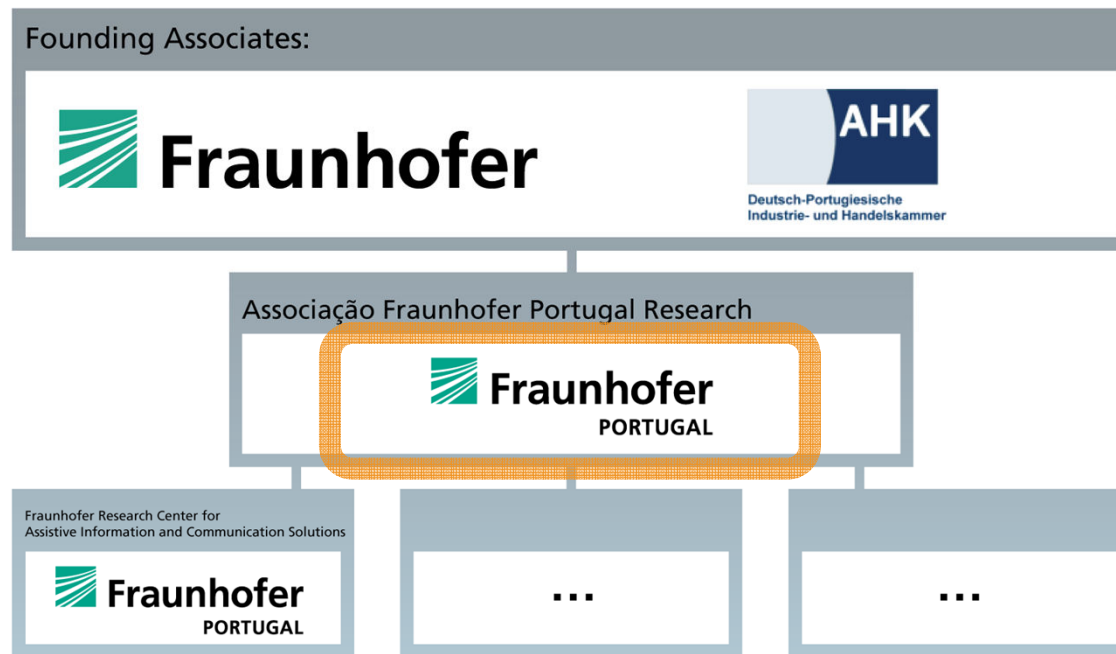 Founding Associates:
Fraunhofer
AHK
Deutsch-Portugiesische
Industrie- und Handelskammer
Associação Fraunhofer Portugal Research
Fraunhofer
PORTUGAL
Fraunhofer Research Center for
Assistive Information and Communication Solutions
Fraunhofer
PORTUGAL
...
...